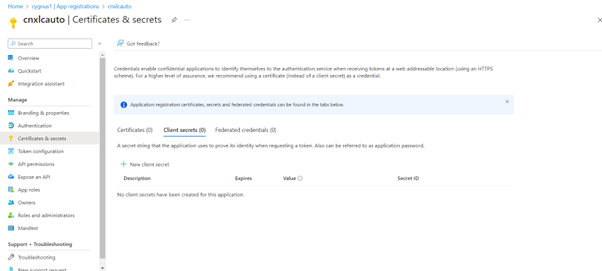 Home > cygnus1 | App registrations > cnxlcauto
cnxlcauto | Certificates & secrets
Search
Got feedback?
Overview
Quickstart
Integration assistant
Manage
Branding & properties
Authentication
Certificates & secrets
Token configuration
API permissions
Expose an API
App roles
Owners
Roles and administrators
Manifest
Support + Troubleshooting
Troubleshooting
New support request
Credentials enable confidential applications to identify themselves to the authentication service when receiving tokens at a web addressable location (using an HTTPS
scheme). For a higher level of assurance, we recommend using a certificate (instead of a client secret) as a credential.
Application registration certificates, secrets and federated credentials can be found in the tabs below.
Certificates (0) Client secrets (0) Federated credentials (0)
A secret string that the application uses to prove its identity when requesting a token. Also can be referred to as application password.
New client secret
Description Expires Value Secret ID
No client secrets have been created for this application.